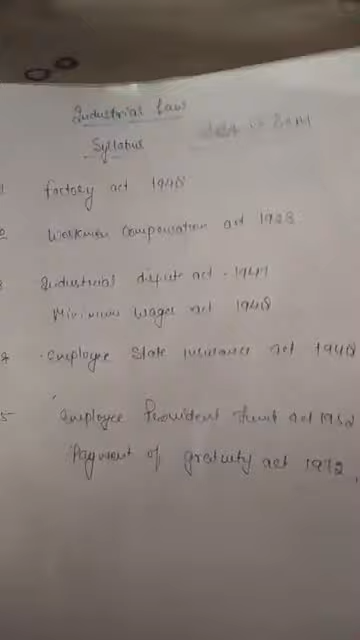 Industrial Law
Syllabus
1 factory act 1948
2 Workmen Compensation act 1923
3 Industrial dipute act - 1947
Minimum wages act 1948
4 Employee State Insurance act 1948
5 Employee Provident Fund Act 1952
Payment of gratuity act 1972